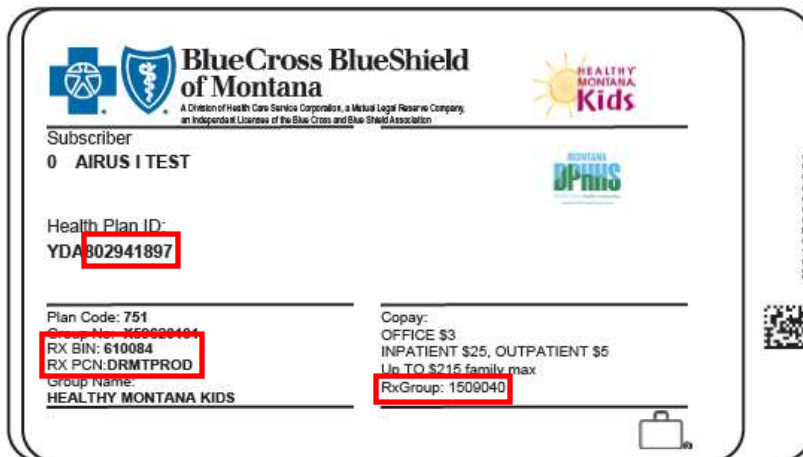 BlueCross BlueShield
of Montana
A Division of Health Care Service Corporation, a Mutual Legal Reserve Company,
an Independent Licensee of the Blue Cross and Blue Shield Association
HEALTHY
MONTANA
Kids
Subscriber
0 AIRUS I TEST
MONTANA
DPHHS
Health Plan ID:
YDA802941897
Plan Code: 751
Group No:
RX BIN: 610084
RX PCN:DRMTPROD
Group Name:
HEALTHY MONTANA KIDS
Copay:
OFFICE $3
INPATIENT $25, OUTPATIENT $5
Up TO $215 family max
RxGroup: 1509040